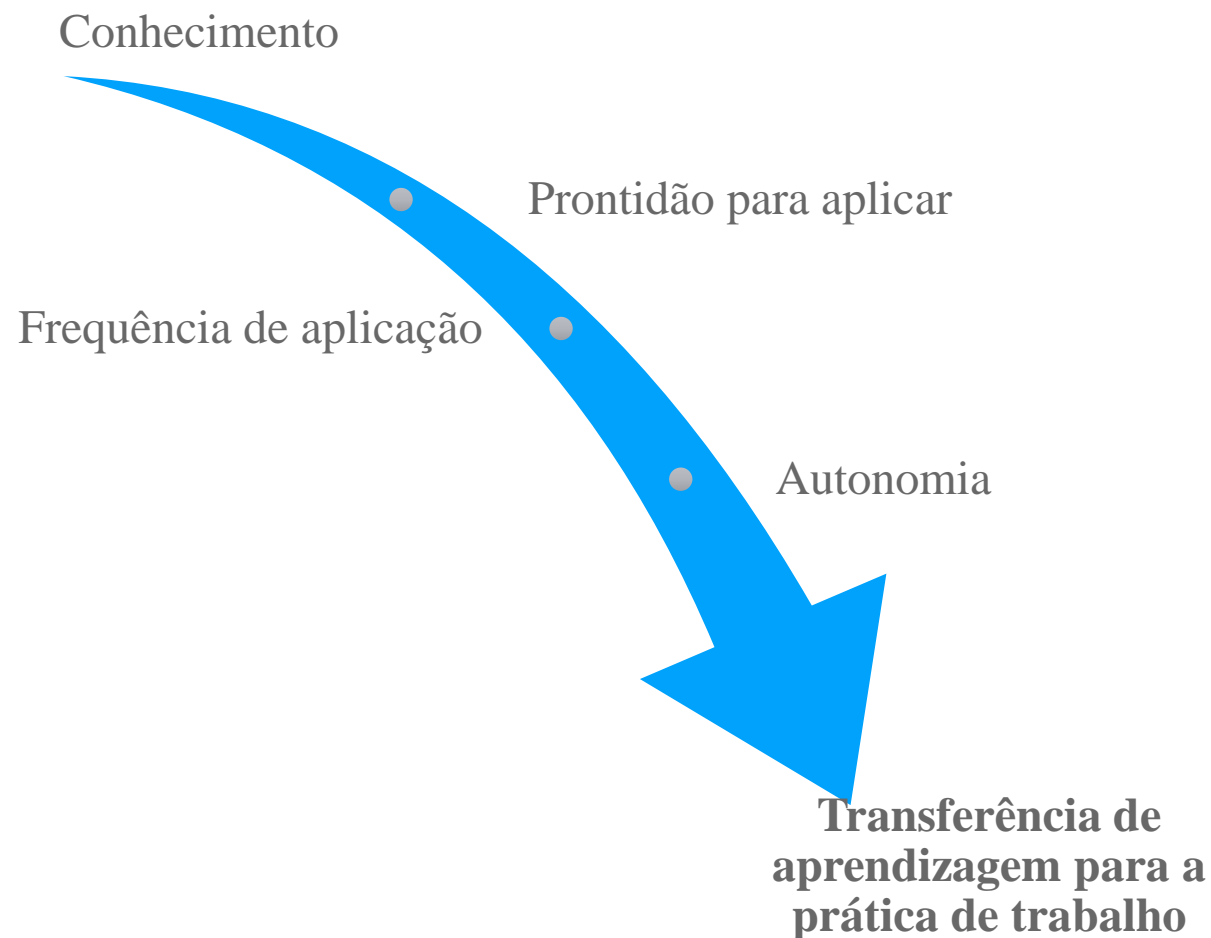 Conhecimento
Prontidão para aplicar
Frequência de aplicação
Autonomia
Transferência de
aprendizagem para a
prática de trabalho